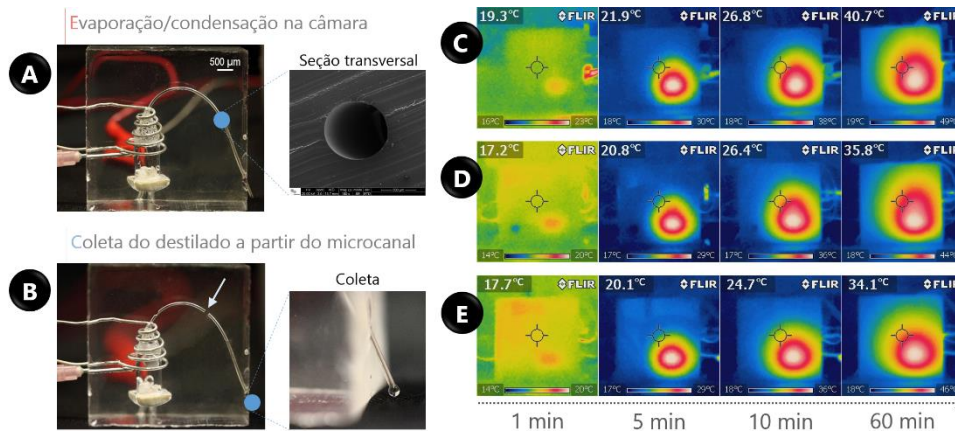 Evaporação/condensação na câmara
A
500 µm
Seção transversal
Coleta do destilado a partir do microcanal
B
Coleta
C
19.3°C FLIR
16°C 23°C
21.9°C FLIR
18°C 30°C
26.8°C FLIR
18°C 38°C
40.7°C FLIR
19°C 49°C
D
17.2°C FLIR
14°C 20°C
20.8°C FLIR
18°C 27°C
26.4°C FLIR
17°C 36°C
35.8°C FLIR
18°C 44°C
E
17.7°C FLIR
14°C 20°C
20.1°C FLIR
17°C 29°C
24.7°C FLIR
17°C 36°C
34.1°C FLIR
18°C 46°C
1 min 5 min 10 min 60 min